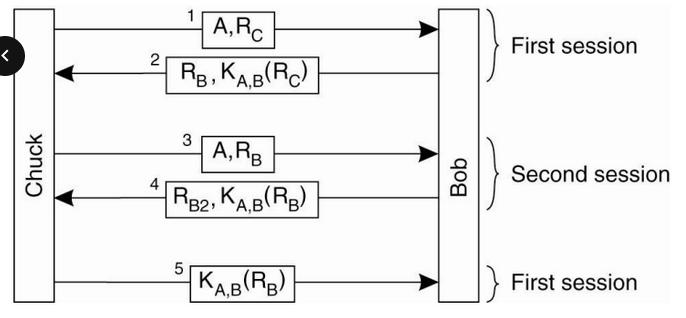 1 A,R_C
First session
2 R_B, K_A,B(R_C)
Chuck
Bob
3 A,R_B
Second session
4 R_B2, K_A,B(R_B)
5 K_A,B(R_B)
First session